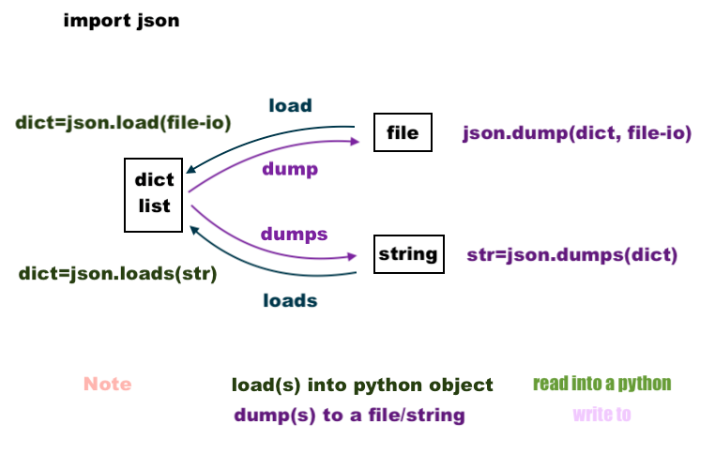 import json
load
dict=json.load(file-io)
file
json.dump(dict, file-io)
dump
dict
list
dumps
string
str=json.dumps(dict)
dict=json.loads(str)
loads
Note
load(s) into python object
read into a python
dump(s) to a file/string
write to